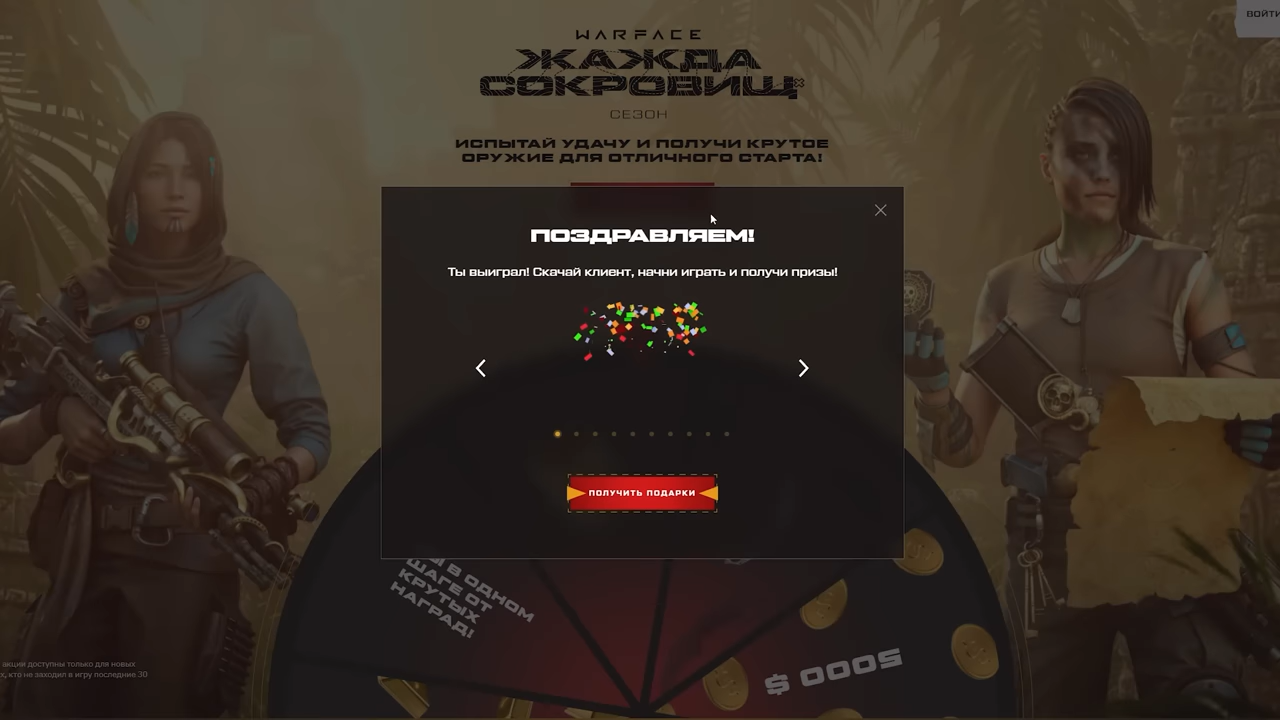 ВОЙТИ
WARFACE
ЖАЖДА
СОКРОВИЩ
СЕЗОН
ИСПЫТАЙ УДАЧУ И ПОЛУЧИ КРУТОЕ
ОРУЖИЕ ДЛЯ ОТЛИЧНОГО СТАРТА!
ПОЗДРАВЛЯЕМ!
Ты выиграл! Скачай клиент, начни играть и получи призы!
ПОЛУЧИТЬ ПОДАРКИ
В ОДНОМ
ШАГЕ ОТ
КРУТЫХ
НАГРАД!
5000 $
акции доступны только для новых
кто не заходил в игру последние 30